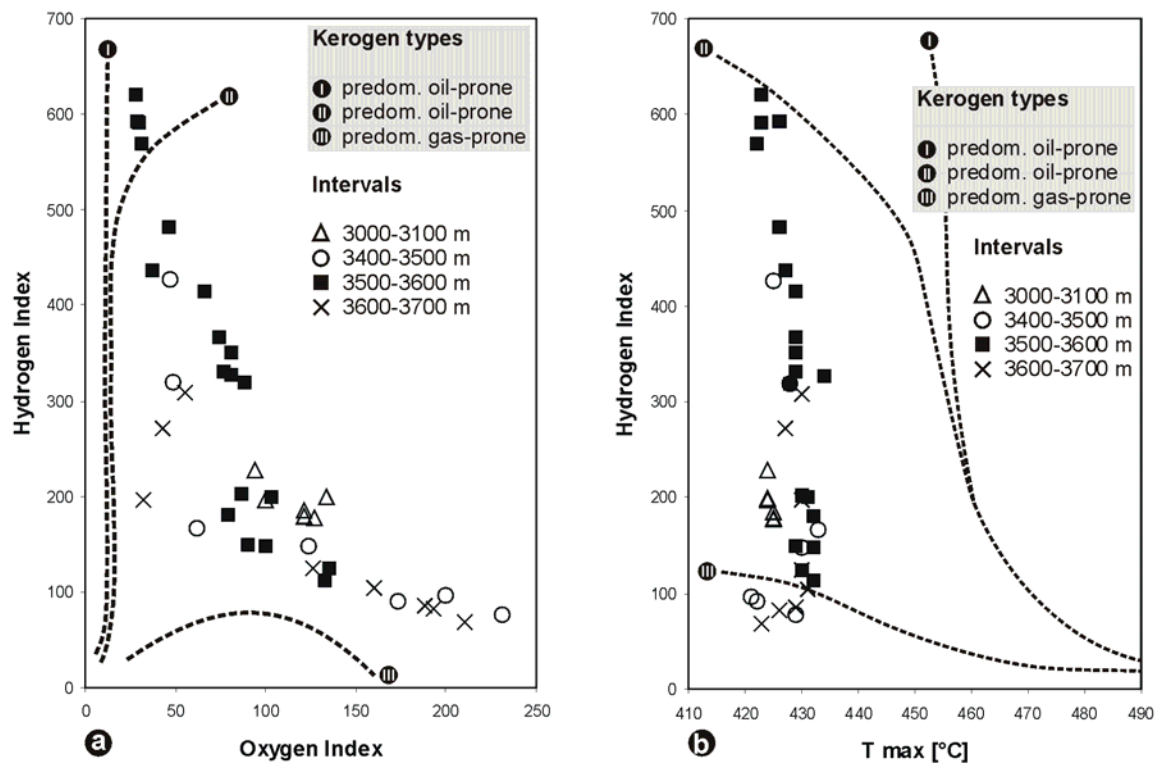 700
600
500
400
300
200
100
0
Hydrogen Index
0
50
100
150
200
250
Oxygen Index
a
Kerogen types
I predom. oil-prone
II predom. oil-prone
III predom. gas-prone
Intervals
3000-3100 m
3400-3500 m
3500-3600 m
3600-3700 m
I
II
III
700
600
500
400
300
200
100
0
Hydrogen Index
410
420
430
440
450
460
470
480
490
T max [°C]
b
Kerogen types
I predom. oil-prone
II predom. oil-prone
III predom. gas-prone
Intervals
3000-3100 m
3400-3500 m
3500-3600 m
3600-3700 m
II
I
III